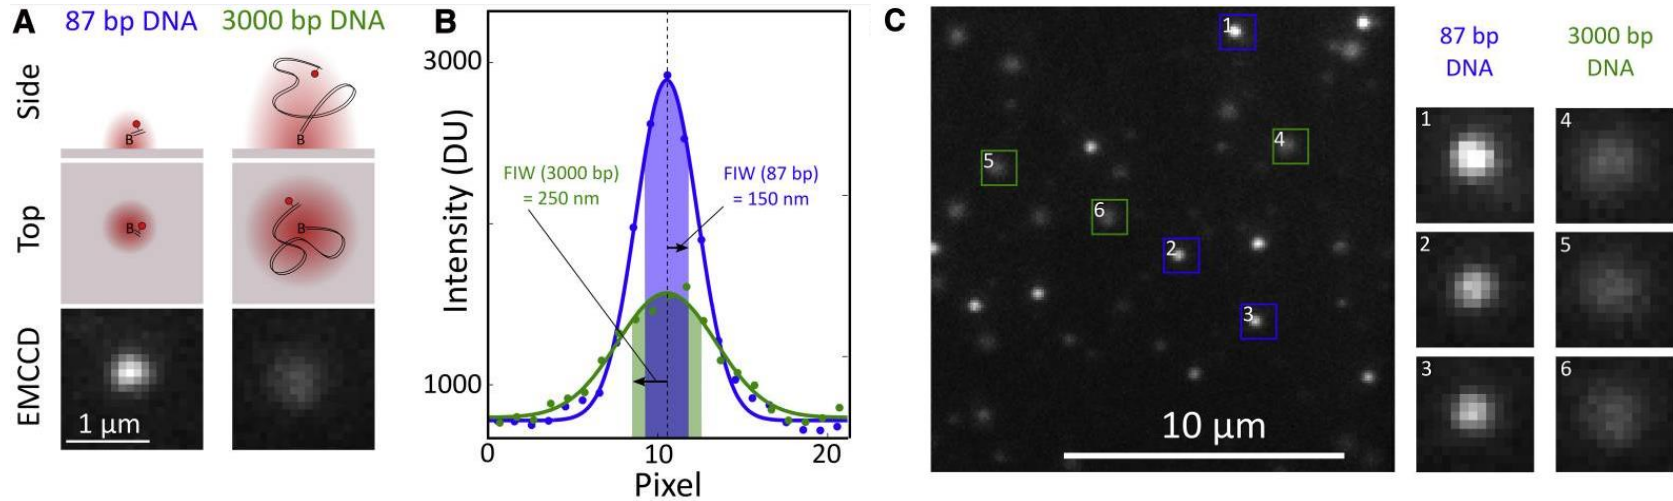 A
87 bp DNA
3000 bp DNA
Side
B
B
Top
B
B
EMCCD
1 µm
B
3000
1000
Intensity (DU)
FIW (3000 bp)
= 250 nm
FIW (87 bp)
= 150 nm
0
10
20
Pixel
C
1
4
5
6
2
3
10 µm
87 bp
DNA
3000 bp
DNA
1
4
2
5
3
6